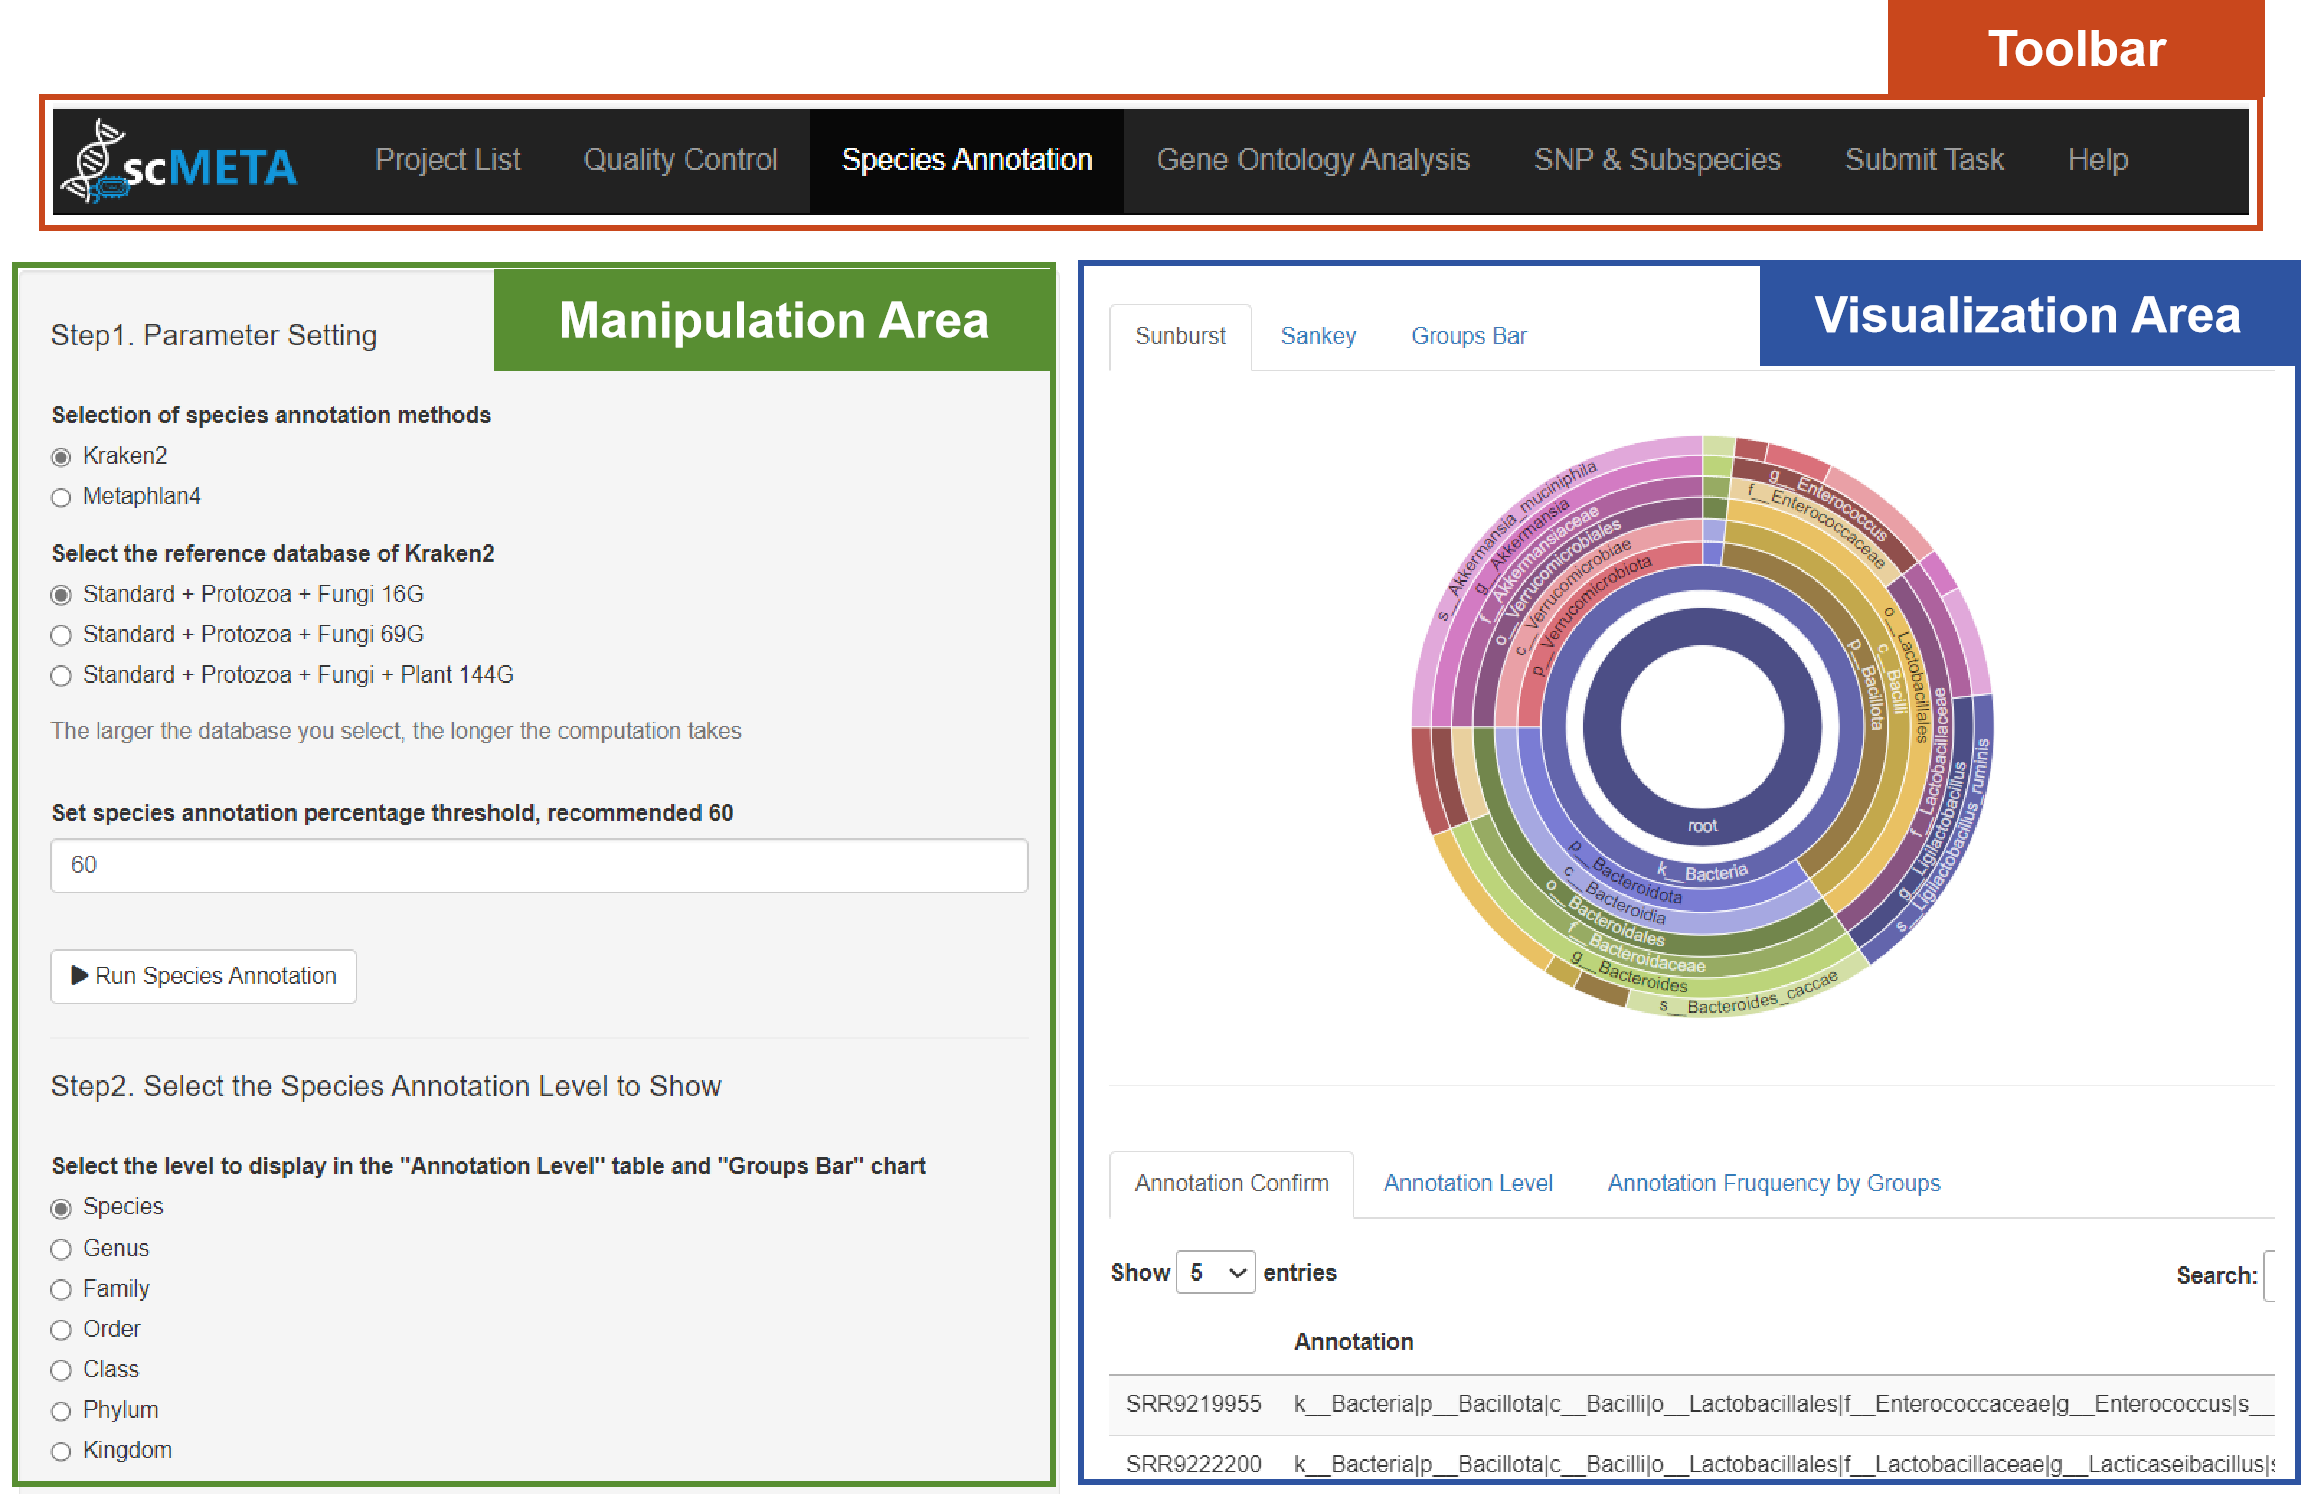 Toolbar
scMETA
Project List
Quality Control
Species Annotation
Gene Ontology Analysis
SNP & Subspecies
Submit Task
Help
Manipulation Area
Step1. Parameter Setting
Selection of species annotation methods
Kraken2
Metaphlan4
Select the reference database of Kraken2
Standard + Protozoa + Fungi 16G
Standard + Protozoa + Fungi 69G
Standard + Protozoa + Fungi + Plant 144G
The larger the database you select, the longer the computation takes
Set species annotation percentage threshold, recommended 60
60
Run Species Annotation
Step2. Select the Species Annotation Level to Show
Select the level to display in the "Annotation Level" table and "Groups Bar" chart
Species
Genus
Family
Order
Class
Phylum
Kingdom
Visualization Area
Sunburst
Sankey
Groups Bar
s__Akkermansia_muciniphila
g__Akkermansia
f__Akkermansiaceae
o__Verrucomicrobiales
c__Verrucomicrobiae
p__Verrucomicrobiota
g__Enterococcus
f__Enterococcaceae
o__Lactobacillales
c__Bacilli
p__Bacillota
f__Lactobacillaceae
g__Ligilactobacillus
s__Ligilactobacillus_ruminis
root
k__Bacteria
p__Bacteroidota
c__Bacteroidia
o__Bacteroidales
f__Bacteroidaceae
g__Bacteroides
s__Bacteroides_caccae
Annotation Confirm
Annotation Level
Annotation Fruquency by Groups
Show 5 entries
Search:
Annotation
SRR9219955 k__Bacteria|p__Bacillota|c__Bacilli|o__Lactobacillales|f__Enterococcaceae|g__Enterococcus|s__
SRR9222200 k__Bacteria|p__Bacillota|c__Bacilli|o__Lactobacillales|f__Lactobacillaceae|g__Lacticaseibacillus|s